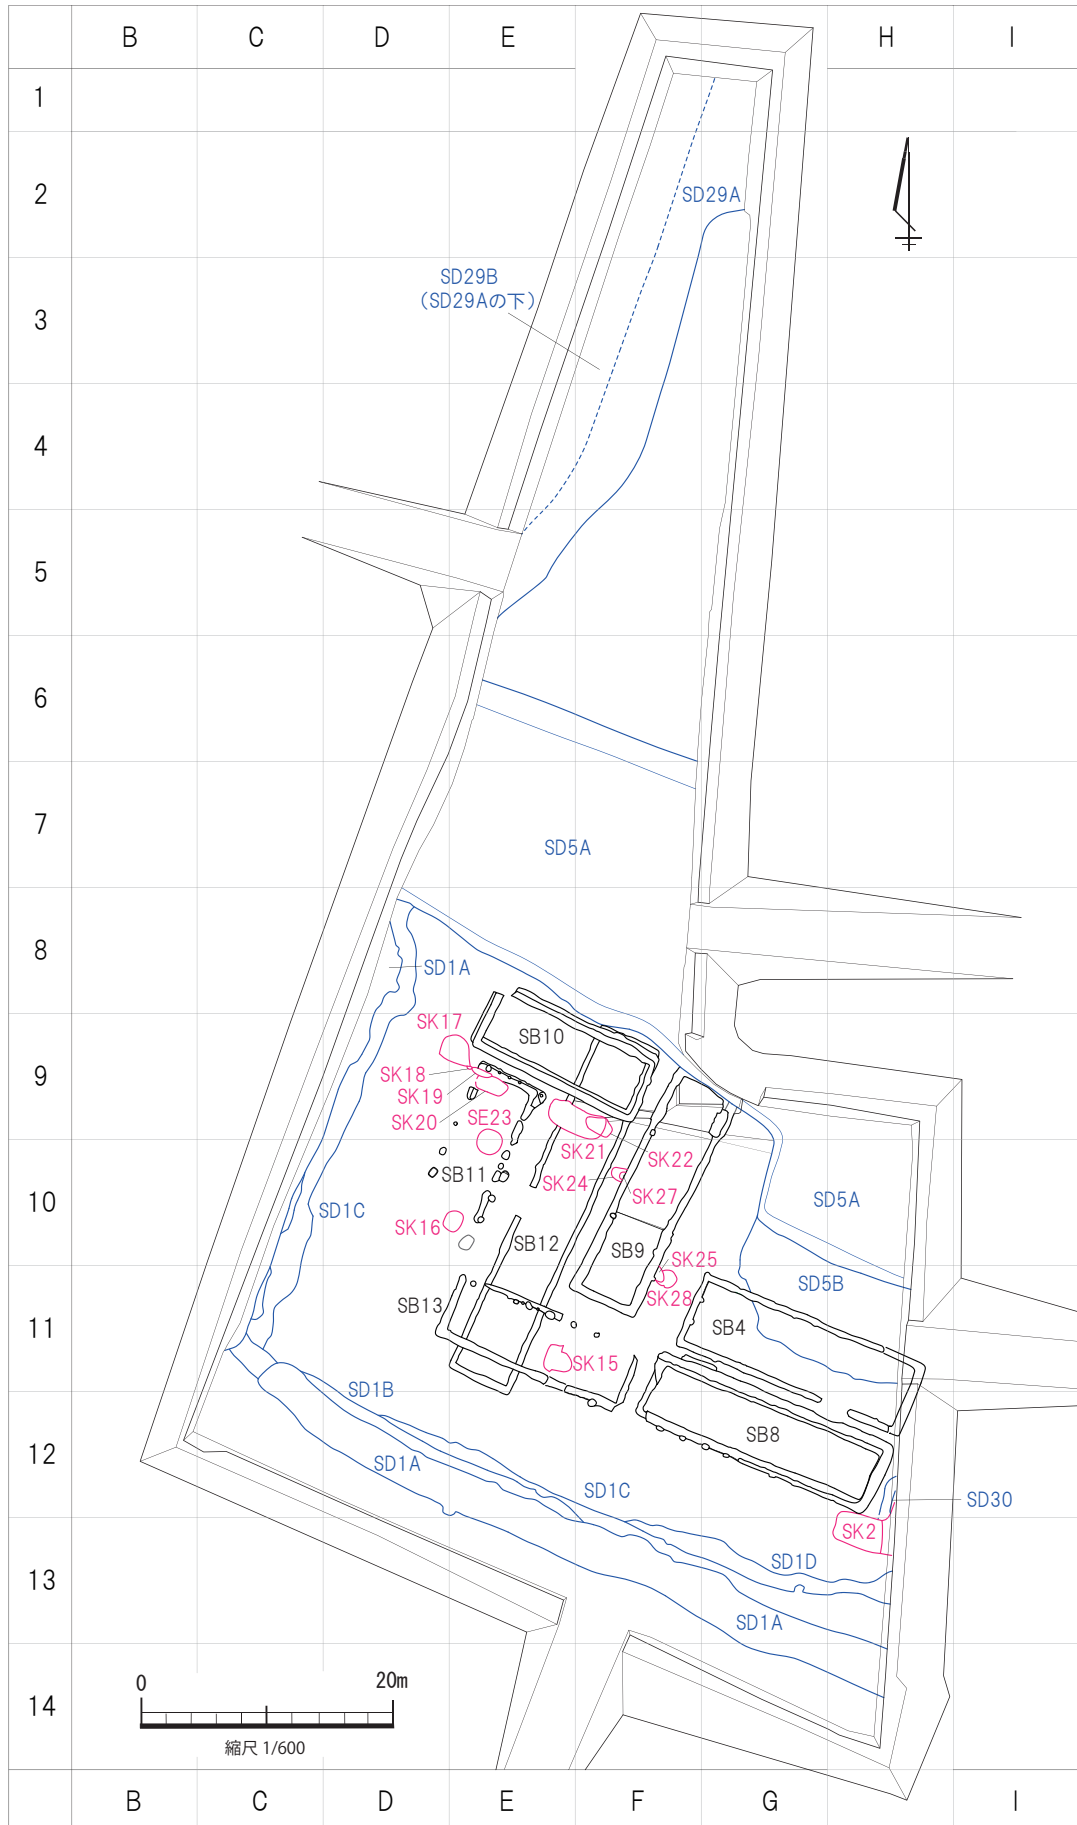 B C D E H I
1
2
SD29A
SD29B
(SD29Aの下)
3
4
5
6
7
SD5A
8
SD1A
SK17
SB10
9
SK18
SK19
SE23
SK20
SK21
SK22
SB11
SK24
SK27
10
SD1C
SD5A
SK16
SB12
SB9
SK25
SD5B
SK28
SB13
11
SB4
SK15
SD1B
SB8
12
SD1A
SD1C
SD30
SK2
SD1D
13
SD1A
0 20m
14
縮尺 1/600
B C D E F G I